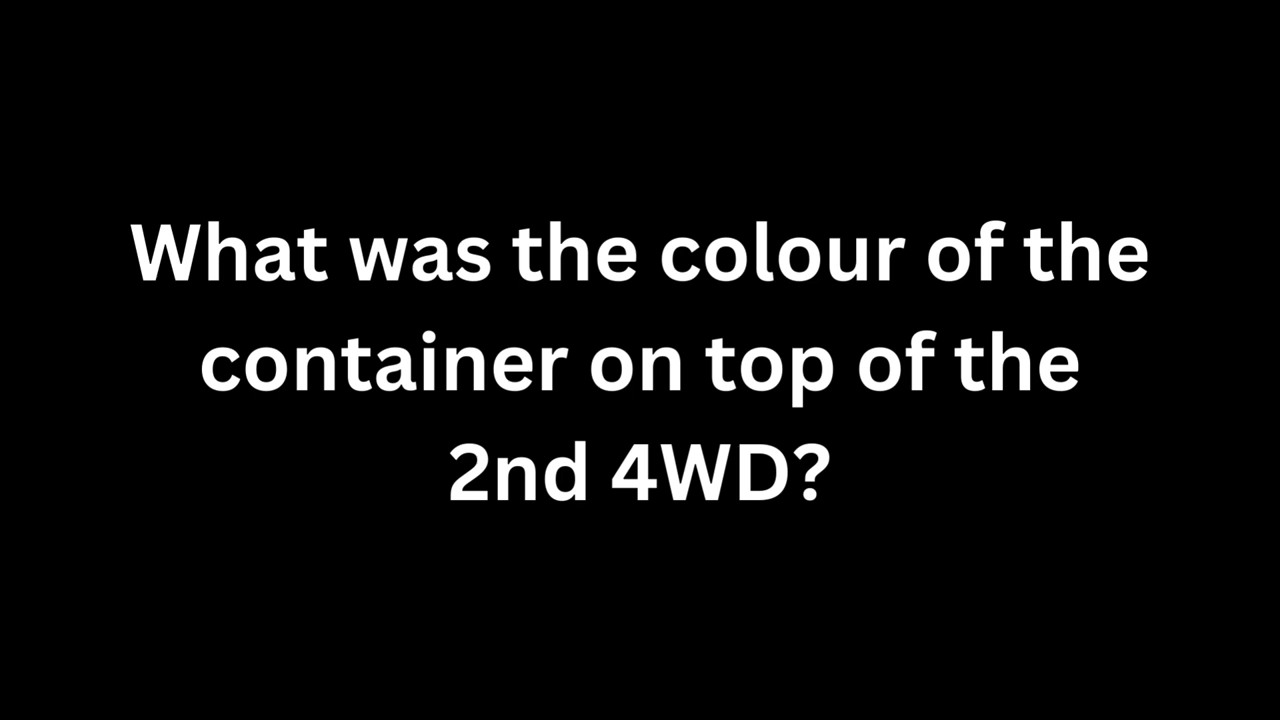 What was the colour of the
container on top of the
2nd 4WD?